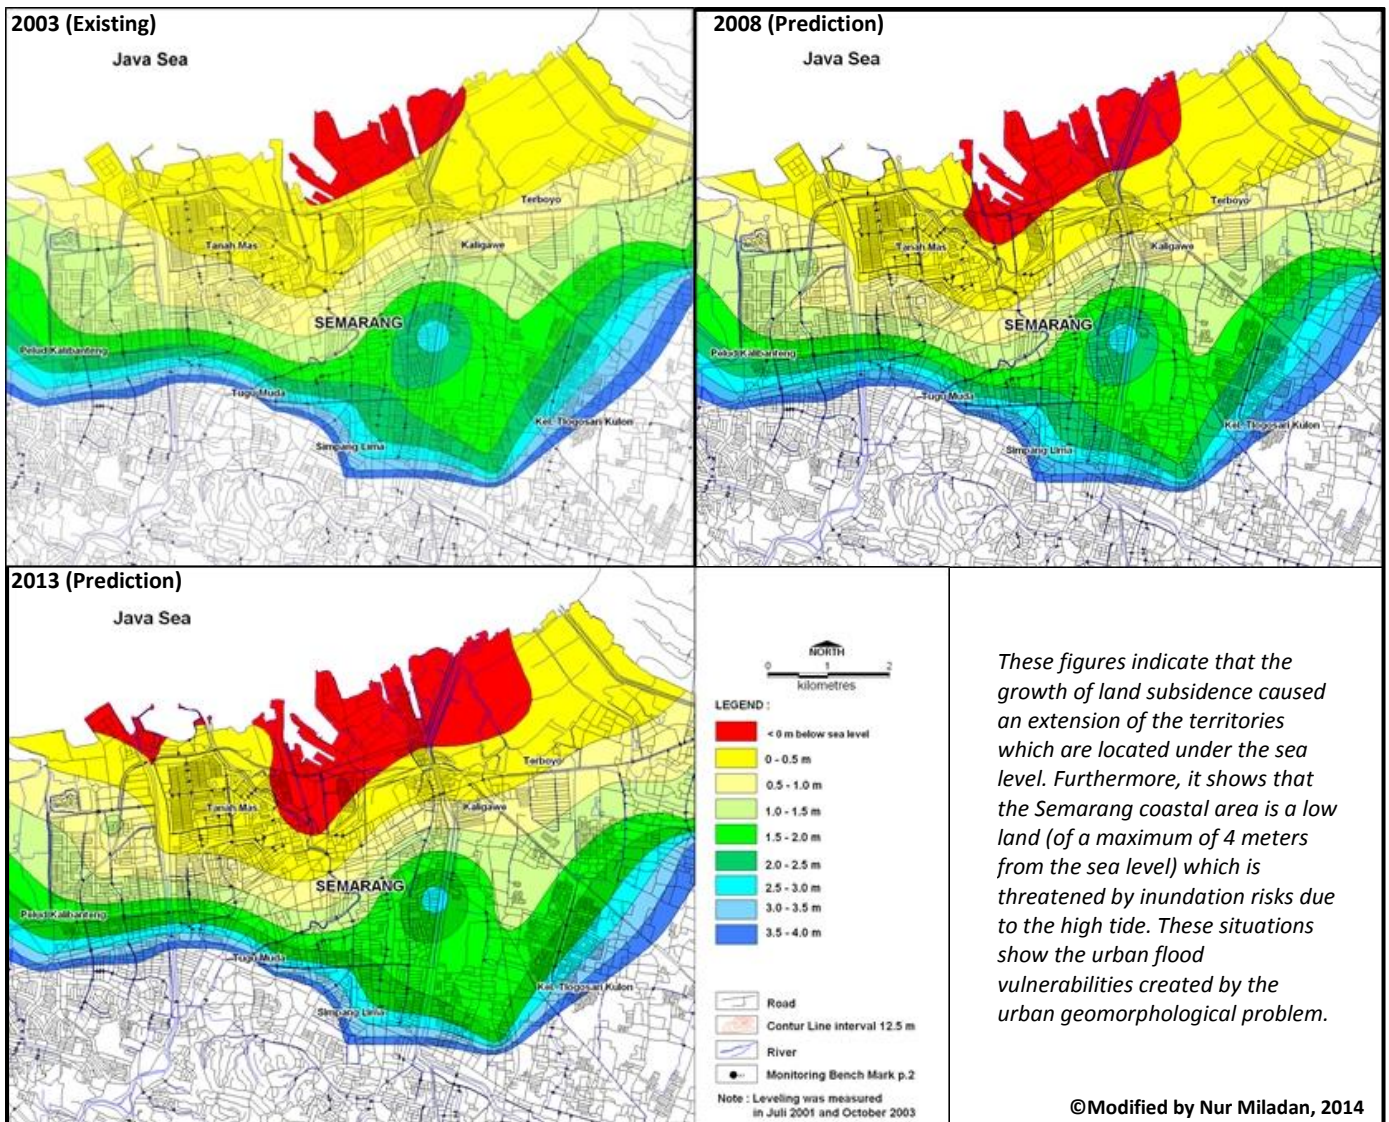 2003 (Existing)
Java Sea
Terboyo
Tanah Mas
Kaligawe
SEMARANG
Pelud Kalibanteng
Tugu Muda
Kel. Tlogosari Kulon
Simpang Lima
2008 (Prediction)
Java Sea
Terboyo
Tanah Mas
Kaligawe
SEMARANG
Pelud Kalibanteng
Tugu Muda
Kel. Tlogosari Kulon
Simpang Lima
2013 (Prediction)
Java Sea
Terboyo
Tanah Mas
Kaligawe
SEMARANG
Pelud Kalibanteng
Tugu Muda
Kel. Tlogosari Kulon
Simpang Lima
NORTH
0 1 2
kilometres
LEGEND :
< 0 m below sea level
0 - 0.5 m
0.5 - 1.0 m
1.0 - 1.5 m
1.5 - 2.0 m
2.0 - 2.5 m
2.5 - 3.0 m
3.0 - 3.5 m
3.5 - 4.0 m
Road
Contur Line interval 12.5 m
River
Monitoring Bench Mark p.2
Note : Leveling was measured
in Juli 2001 and October 2003
These figures indicate that the
growth of land subsidence caused
an extension of the territories
which are located under the sea
level. Furthermore, it shows that
the Semarang coastal area is a low
land (of a maximum of 4 meters
from the sea level) which is
threatened by inundation risks due
to the high tide. These situations
show the urban flood
vulnerabilities created by the
urban geomorphological problem.
©Modified by Nur Miladan, 2014